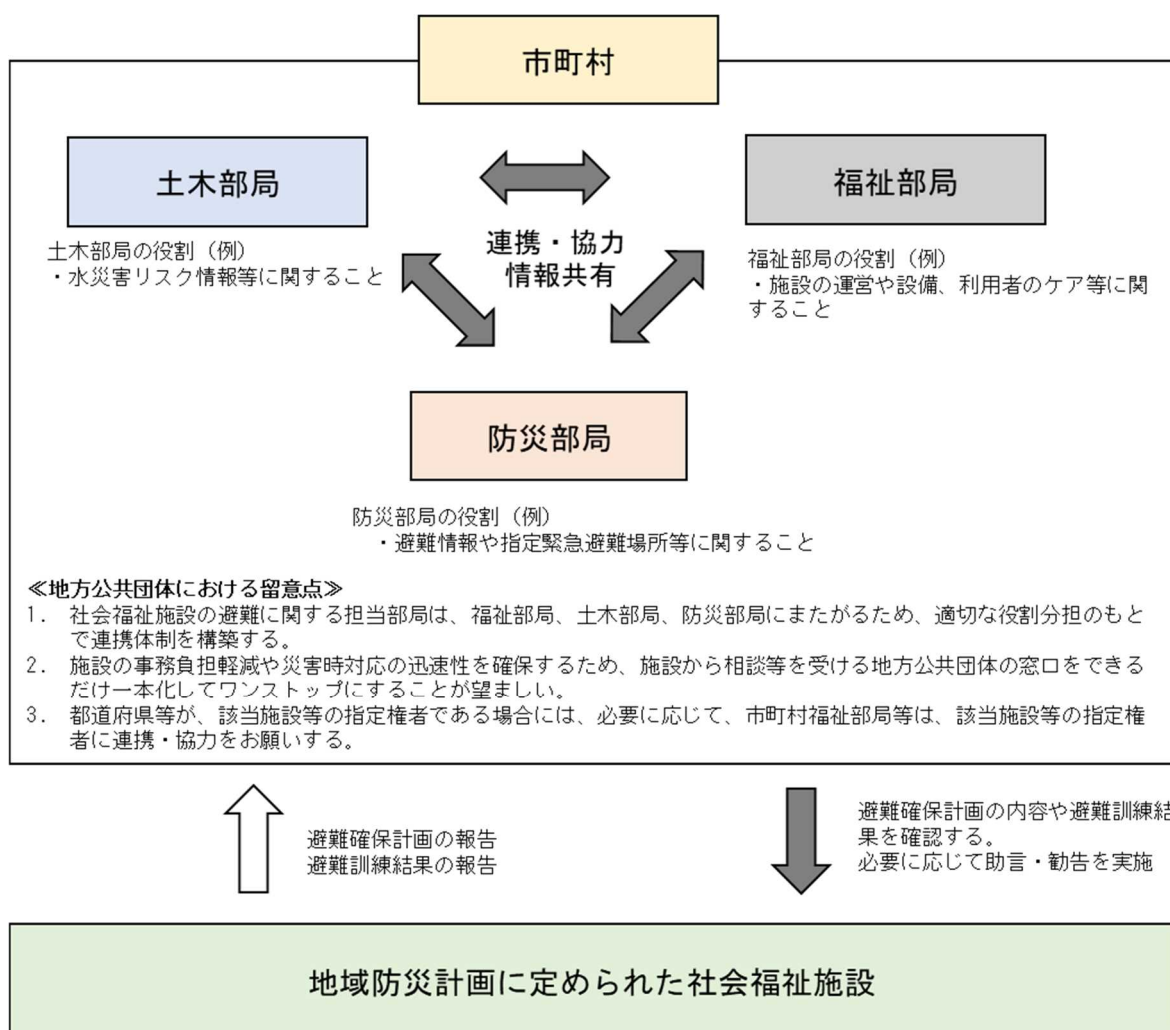 市町村
土木部局
福祉部局
土木部局の役割（例）
・水災害リスク情報等に関すること
連携・協力
情報共有
福祉部局の役割（例）
・施設の運営や設備、利用者のケア等に関
すること
防災部局
防災部局の役割（例）
・避難情報や指定緊急避難場所等に関すること
≪地方公共団体における留意点≫
1. 社会福祉施設の避難に関する担当部局は、福祉部局、土木部局、防災部局にまたがるため、適切な役割分担のもと
で連携体制を構築する。
2. 施設の事務負担軽減や災害時対応の迅速性を確保するため、施設から相談等を受ける地方公共団体の窓口をできる
だけ一本化してワンストップにすることが望ましい。
3. 都道府県等が、該当施設等の指定権者である場合には、必要に応じて、市町村福祉部局等は、該当施設等の指定権
者に連携・協力をお願いする。
避難確保計画の報告
避難訓練結果の報告
避難確保計画の内容や避難訓練結
果を確認する。
必要に応じて助言・勧告を実施
地域防災計画に定められた社会福祉施設